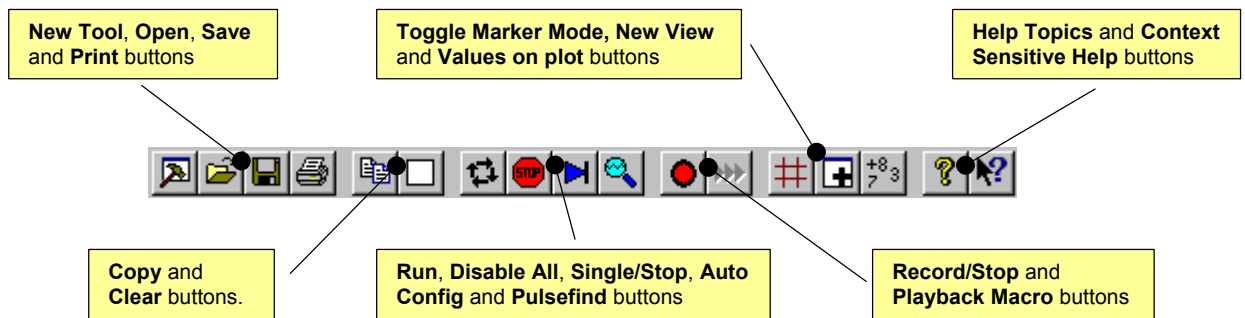 New Tool, Open, Save
and Print buttons
Toggle Marker Mode, New View
and Values on plot buttons
Help Topics and Context
Sensitive Help buttons
STOP
+8
7 3
?
?
Copy and
Clear buttons.
Run, Disable All, Single/Stop, Auto
Config and Pulsefind buttons
Record/Stop and
Playback Macro buttons